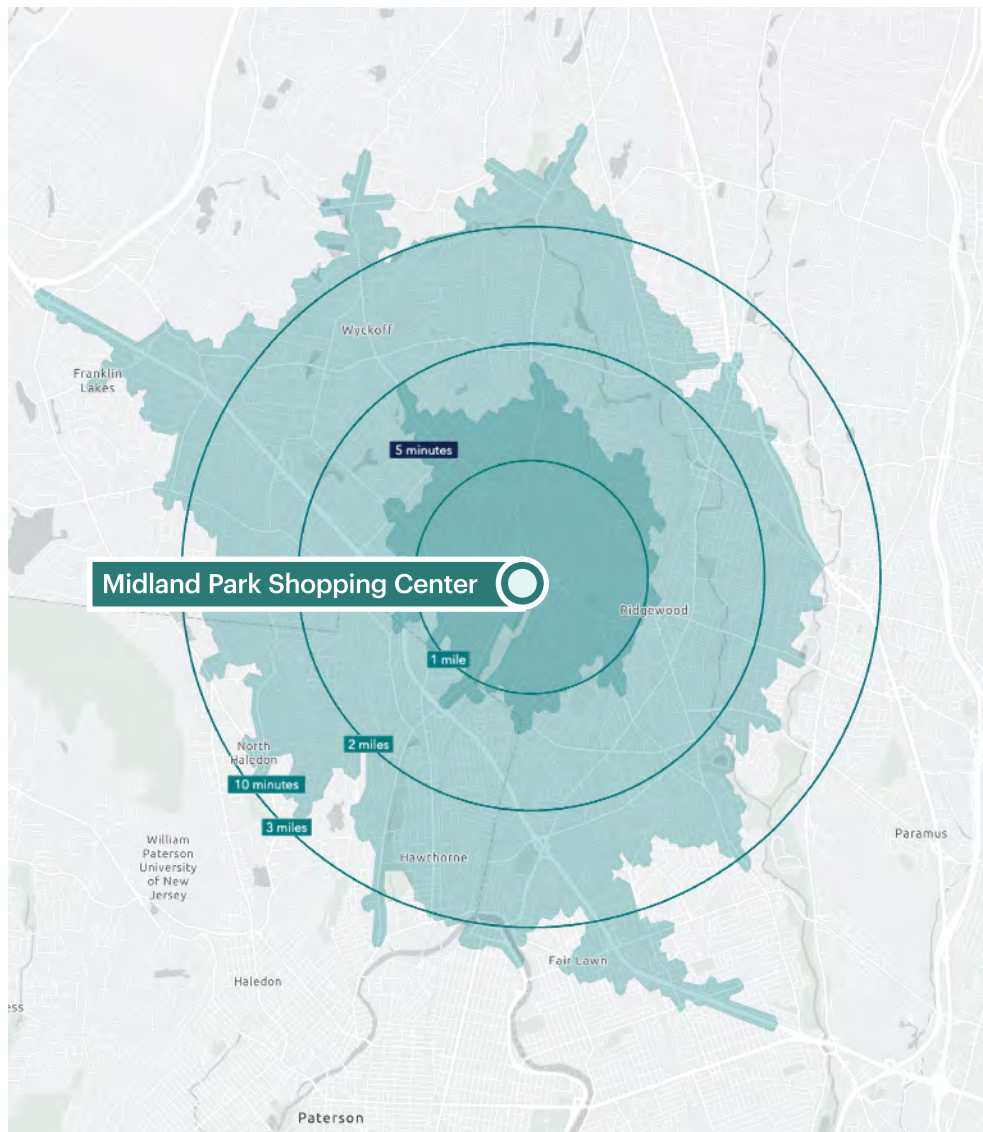 Wyckoff
Franklin
Lakes
5 minutes
Midland Park Shopping Center
Ridgewood
1 mile
2 miles
North
Haledon
10 minutes
3 miles
William
Paterson
University
of New
Jersey
Hawthorne
Paramus
Fair Lawn
Haledon
ess
Paterson